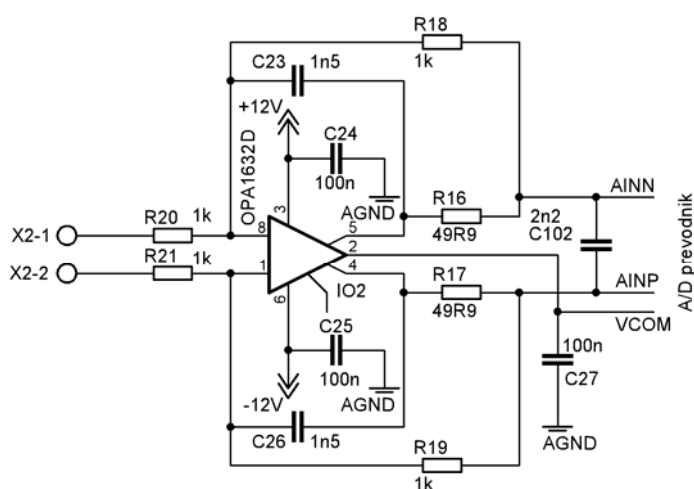 R18
1k
C23
1n5
+12V
OPA1632D
C24
100n
AGND
R16
49R9
AINN
2n2
C102
A/D prevodnik
X2-1
R20
1k
8
3
5
2
4
X2-2
R21
1k
1
6
IO2
R17
49R9
AINP
VCOM
C25
100n
AGND
100n
C27
AGND
-12V
C26
1n5
R19
1k